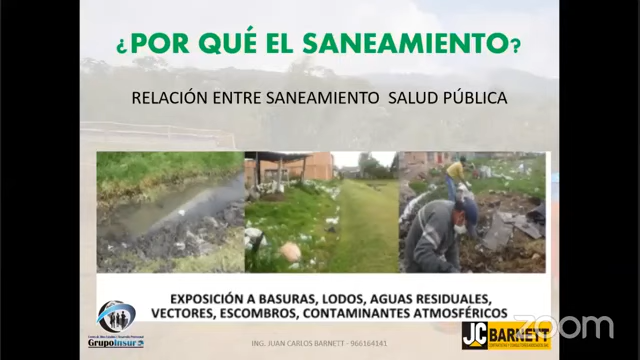 ¿POR QUÉ EL SANEAMIENTO?
RELACIÓN ENTRE SANEAMIENTO SALUD PÚBLICA
EXPOSICIÓN A BASURAS, LODOS, AGUAS RESIDUALES,
VECTORES, ESCOMBROS, CONTAMINANTES ATMOSFÉRICOS
GrupoInsur
ING. JUAN CARLOS BARNETT - 966164141
JC BARNETT
zoom